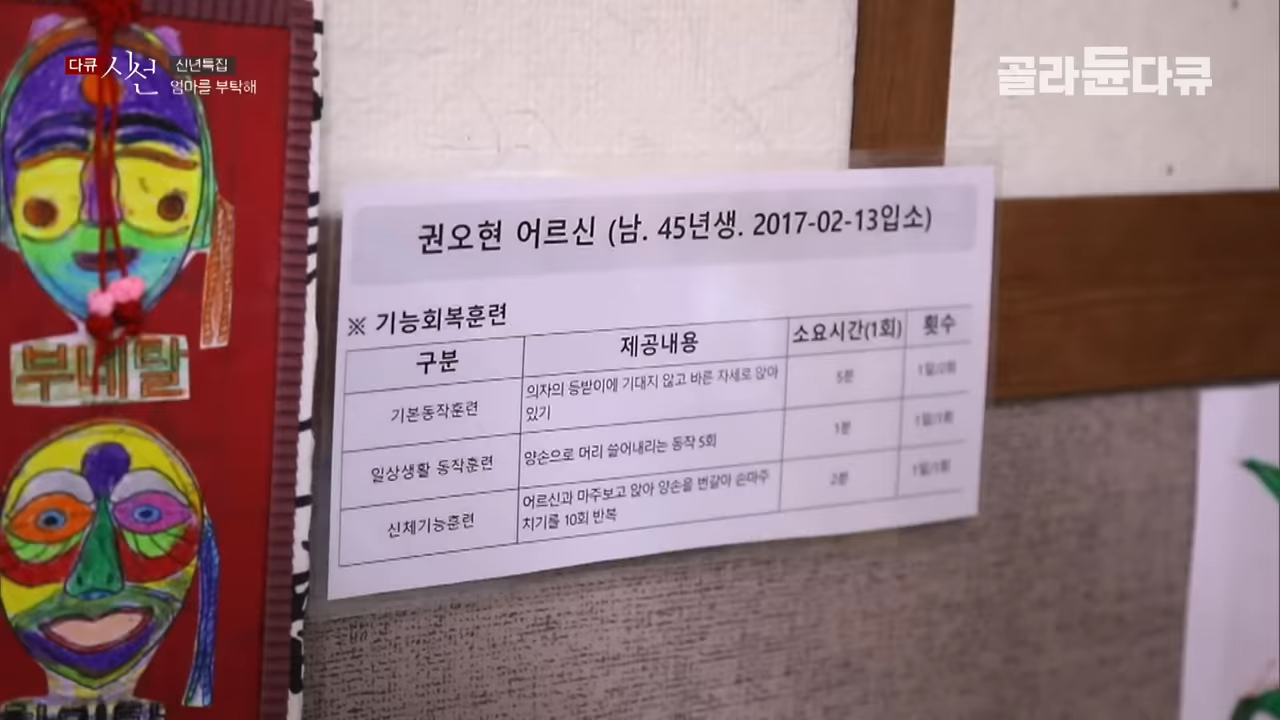 다큐 시선 신년특집
엄마를 부탁해
골라듄다큐
권오현 어르신 (남. 45년생. 2017-02-13입소)
※ 기능회복훈련
구분 제공내용 소요시간(1회) 횟수
기본동작훈련 의자의 등받이에 기대지 않고 바른 자세로 앉아
있기 5분 1일/2회
일상생활 동작훈련 양손으로 머리 쓸어내리는 동작 5회 1분 1일/1회
신체기능훈련 어르신과 마주보고 앉아 양손을 번갈아 손마주
치기를 10회 반복 2분 1일/1회
부네탈